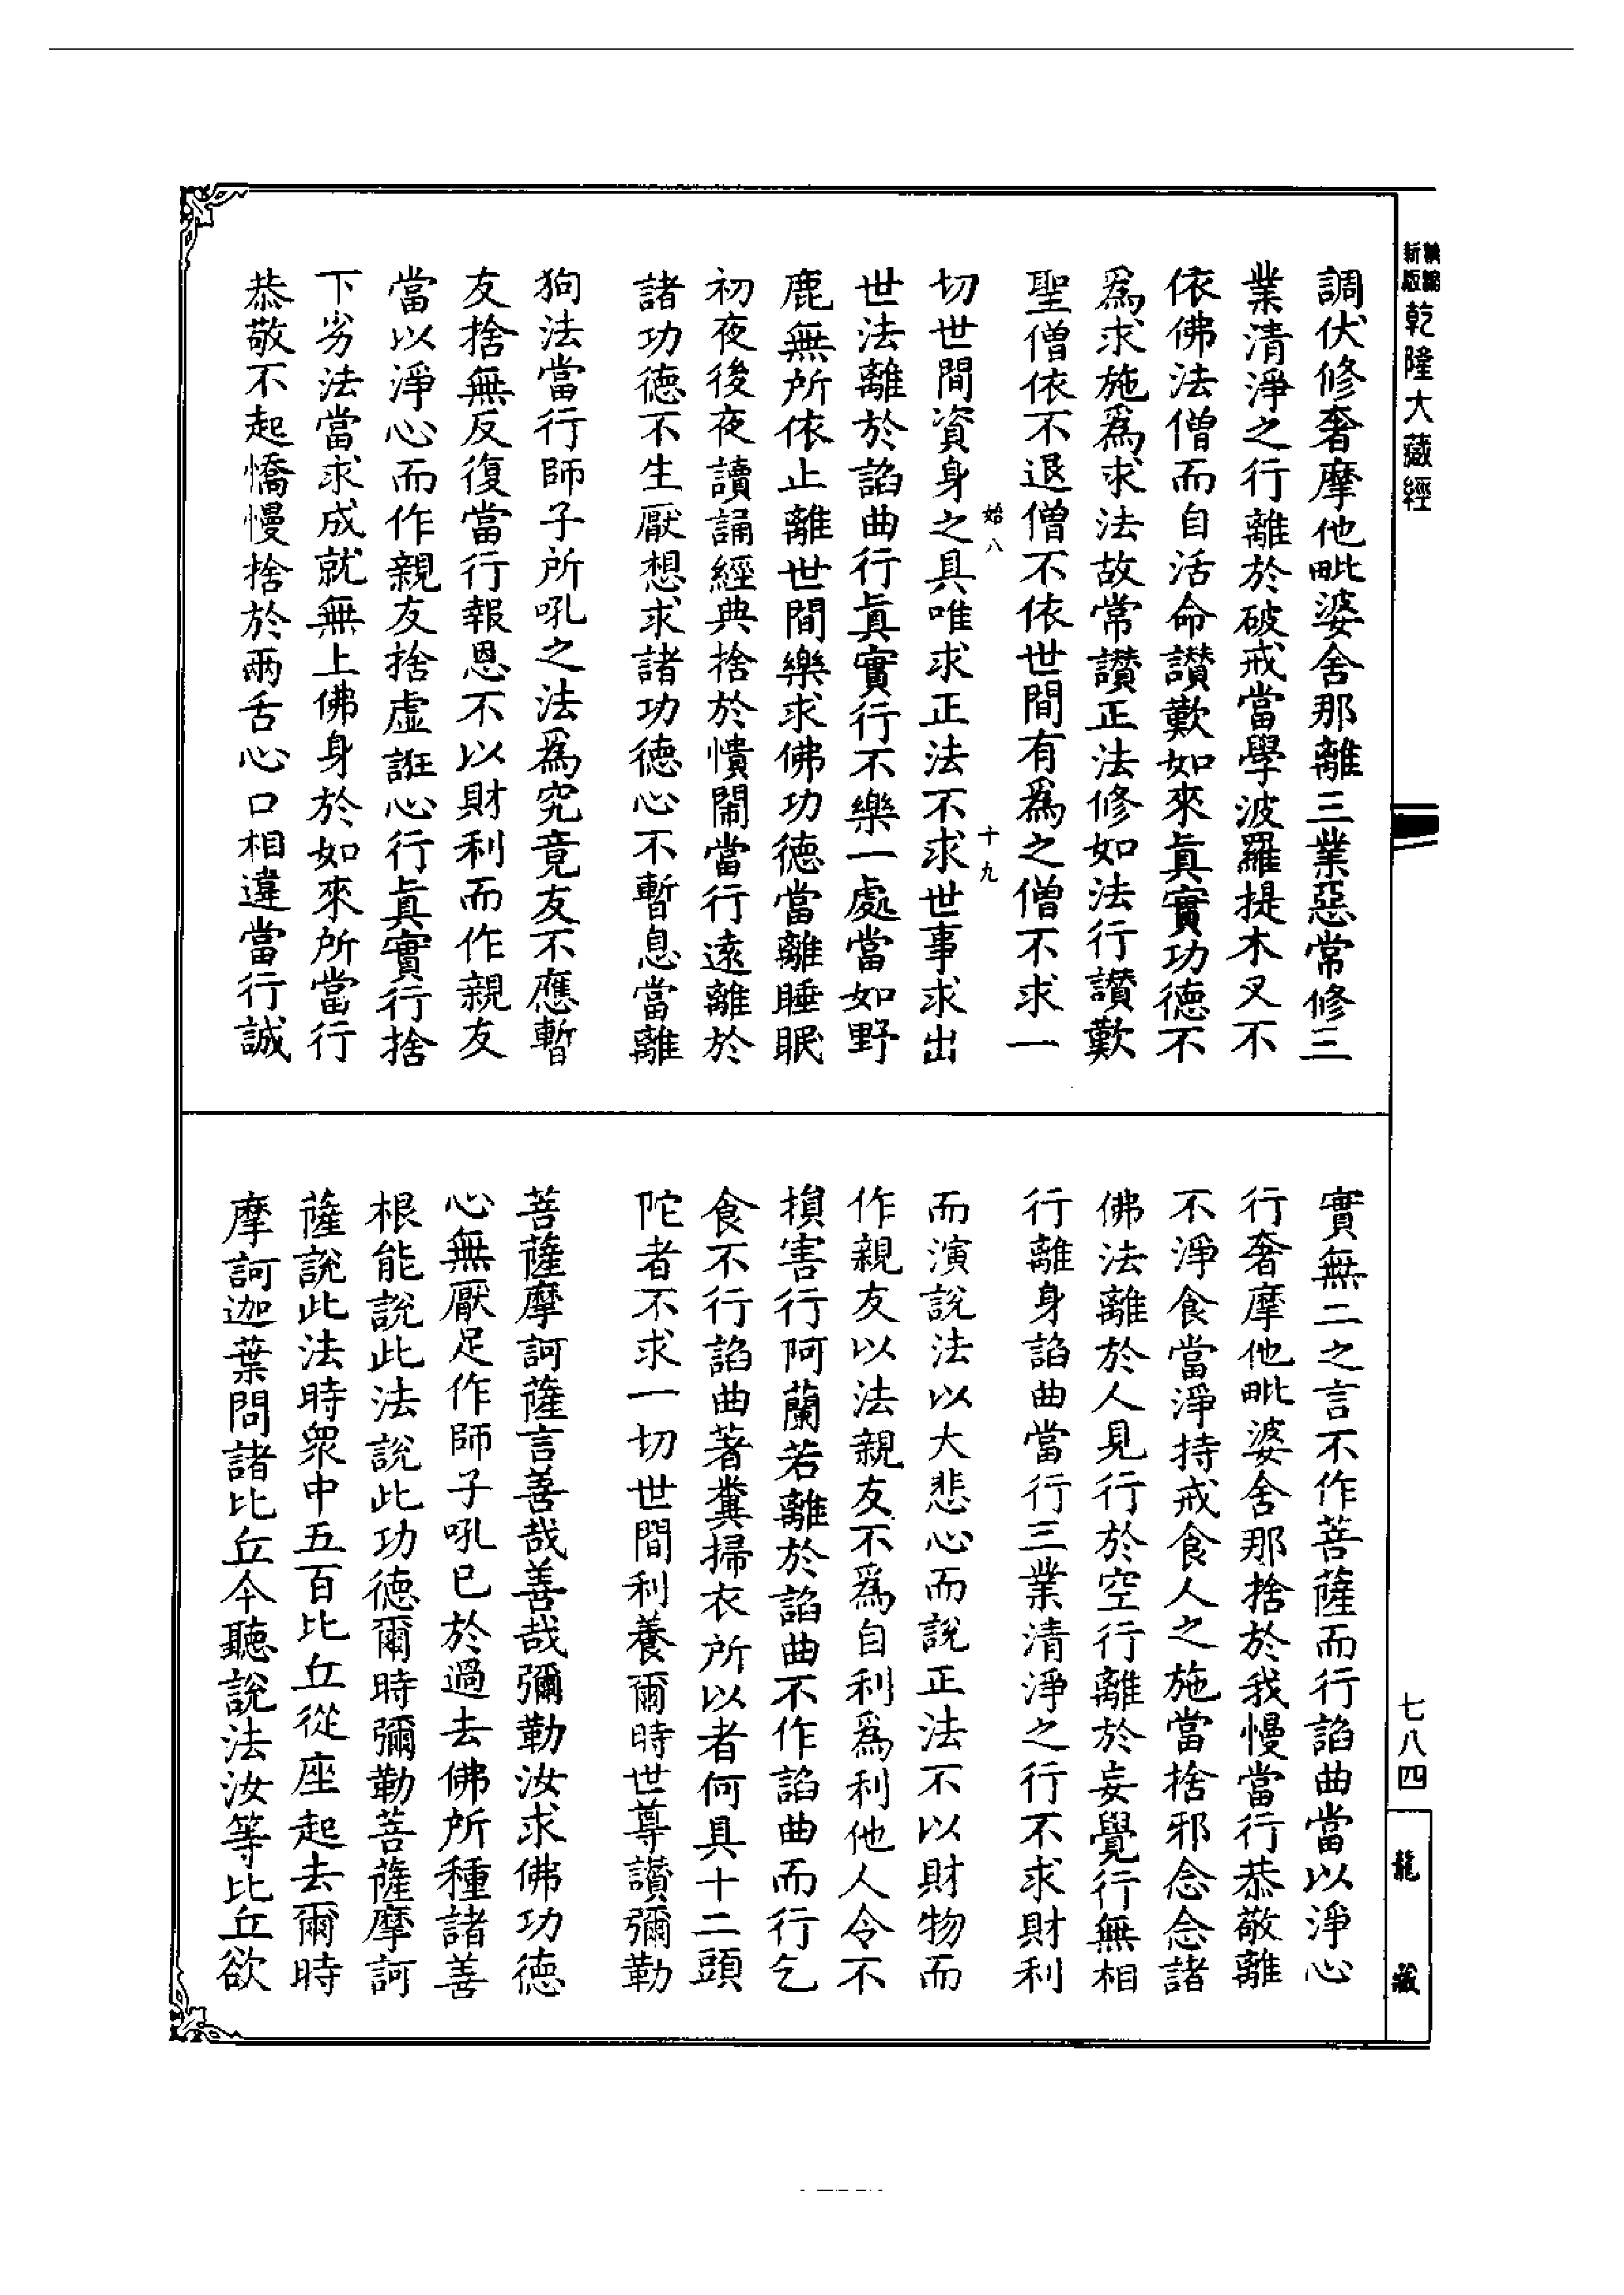 精編
新版
乾隆大藏經
調伏修奢摩他毗婆舍那離三業惡常修三
業清淨之行離於破戒當學波羅提木叉不
依佛法僧而自活命讚歎如來眞實功德不
爲求施爲求法故常讚正法修如法行讚歎
聖僧依不退僧不依世間有爲之僧不求一
始八
十九
切世間資身之具唯求正法不求世事求出
世法離於諂曲行眞實行不樂一處當如野
鹿無所依止離世間樂求佛功德當離睡眠
初夜後夜讀誦經典捨於憒鬧當行遠離於
諸功德不生厭想求諸功德心不暫息當離
狗法當行師子所吼之法爲究竟友不應暫
友捨無反復當行報恩不以財利而作親友
當以淨心而作親友捨虛誑心行眞實行捨
下劣法當求成就無上佛身於如來所當行
恭敬不起憍慢捨於兩舌心口相違當行誠
實無二之言不作菩薩而行諂曲當以淨心
行奢摩他毗婆舍那捨於我慢當行恭敬離
不淨食當淨持戒食人之施當捨邪念念諸
佛法離於人見行於空行離於妄覺行無相
行離身諂曲當行三業清淨之行不求財利
而演說法以大悲心而說正法不以財物而
作親友以法親友不爲自利爲利他人令不
損害行阿蘭若離於諂曲不作諂曲而行乞
食不行諂曲著糞掃衣所以者何具十二頭
陀者不求一切世間利養爾時世尊讚彌勒
菩薩摩訶薩言善哉善哉彌勒汝求佛功德
心無厭足作師子吼已於過去佛所種諸善
根能說此法說此功德爾時彌勒菩薩摩訶
薩說此法時眾中五百比丘從座起去爾時
摩訶迦葉問諸比丘今聽說法汝等比丘欲
七八四
龍藏